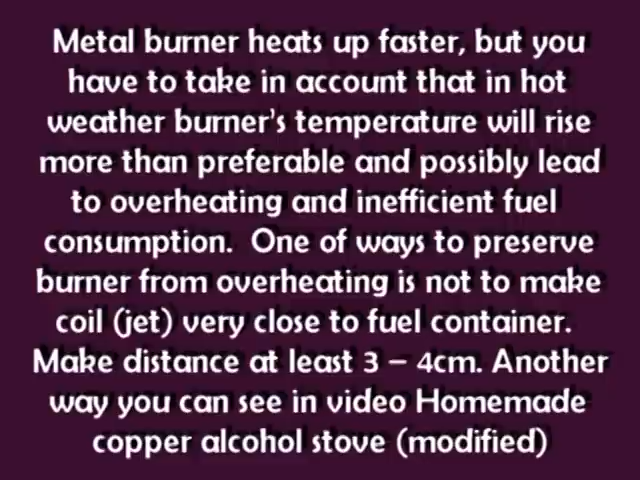 Metal burner heats up faster, but you
have to take in account that in hot
weather burner's temperature will rise
more than preferable and possibly lead
to overheating and inefficient fuel
consumption. One of ways to preserve
burner from overheating is not to make
coil (jet) very close to fuel container.
Make distance at least 3 – 4cm. Another
way you can see in video Homemade
copper alcohol stove (modified)